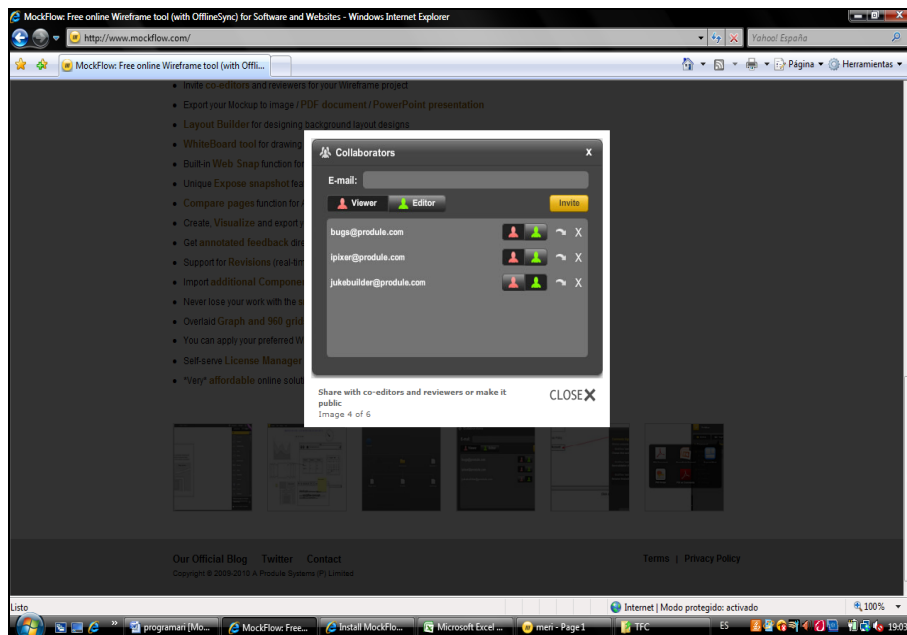 MockFlow: Free online Wireframe tool (with OfflineSync) for Software and Websites - Windows Internet Explorer
http://www.mockflow.com/
Yahoo! España
MockFlow: Free online Wireframe tool (with Offli...
Página
Herramientas
Invite co-editors and reviewers for your Wireframe project
Export your Mockup to image / PDF document / PowerPoint presentation
Layout Builder for designing background layout designs
WhiteBoard tool for drawing
Built-in Web Snap function for
Unique Expose snapshot fea
Compare pages function for
Create, Visualize and export y
Get annotated feedback dire
Support for Revisions (real-tim
Import additional Compone
Never lose your work with the
Overlaid Graph and 960 grid
You can apply your preferred W
Self-serve License Manager
*Very* affordable online solut
Collaborators
x
E-mail:
Viewer
Editor
Invite
bugs@produle.com
X
ipixer@produle.com
X
jukebuilder@produle.com
X
Share with co-editors and reviewers or make it
public
Image 4 of 6
CLOSE X
Our Official Blog Twitter Contact
Terms | Privacy Policy
Copyright © 2009-2010 A Produle Systems (P) Limited
Listo
Internet | Modo protegido: activado
100%
programari [Mo...
MockFlow: Free...
Install MockFlo...
Microsoft Excel ...
meri - Page 1
TFC
ES
19:03